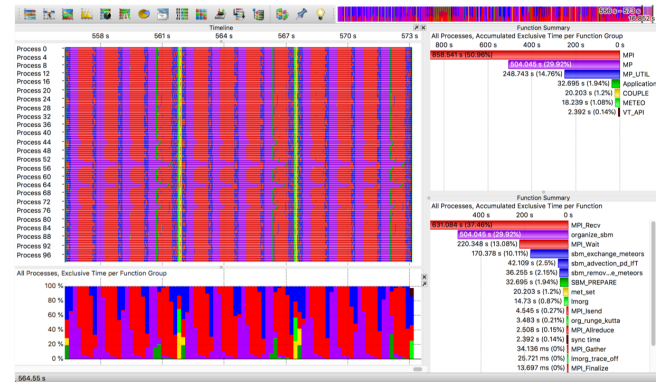 556 s - 573 s
16.882 s
Timeline
558 s
561 s
564 s
567 s
570 s
573 s
Process 0
Process 4
Process 8
Process 12
Process 16
Process 20
Process 24
Process 28
Process 32
Process 36
Process 40
Process 44
Process 48
Process 52
Process 56
Process 60
Process 64
Process 68
Process 72
Process 76
Process 80
Process 84
Process 88
Process 92
Process 96
All Processes, Exclusive Time per Function Group
100 %
80 %
60 %
40 %
20 %
Function Summary
All Processes, Accumulated Exclusive Time per Function Group
800 s 600 s 400 s 200 s 0 s
858.541 s (50.96%) MPI
504.045 s (29.92%) MP
248.743 s (14.76%) MP_UTIL
32.695 s (1.94%) Application
20.203 s (1.2%) COUPLE
18.239 s (1.08%) METEO
2.392 s (0.14%) VT_API
Function Summary
All Processes, Accumulated Exclusive Time per Function
400 s 200 s 0 s
631.084 s (37.46%) MPI_Recv
504.045 s (29.92%) organize_sbm
220.348 s (13.08%) MPI_Wait
170.378 s (10.11%) sbm_exchange_meteors
42.109 s (2.5%) sbm_advection_pd_fT
36.255 s (2.15%) sbm_remov...e_meteors
32.695 s (1.94%) SBM_PREPARE
20.203 s (1.2%) met_set
14.73 s (0.87%) lmorg
4.545 s (0.27%) MPI_Isend
3.483 s (0.21%) org_runge_kutta
2.508 s (0.15%) MPI_Allreduce
2.392 s (0.14%) sync time
34.136 ms (0%) MPI_Gather
25.721 ms (0%) lmorg_trace_off
13.697 ms (0%) MPI_Finalize
564.55 s